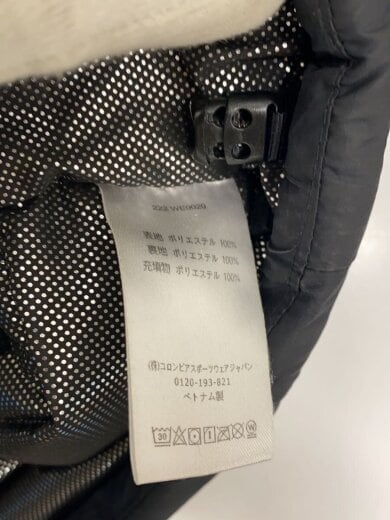 表地 ポリエステル 100%
裏地 ポリエステル 100%
充填物 ポリエステル 100%
(株)コロンビアスポーツウェアジャパン
0120-193-821
ベトナム製
30